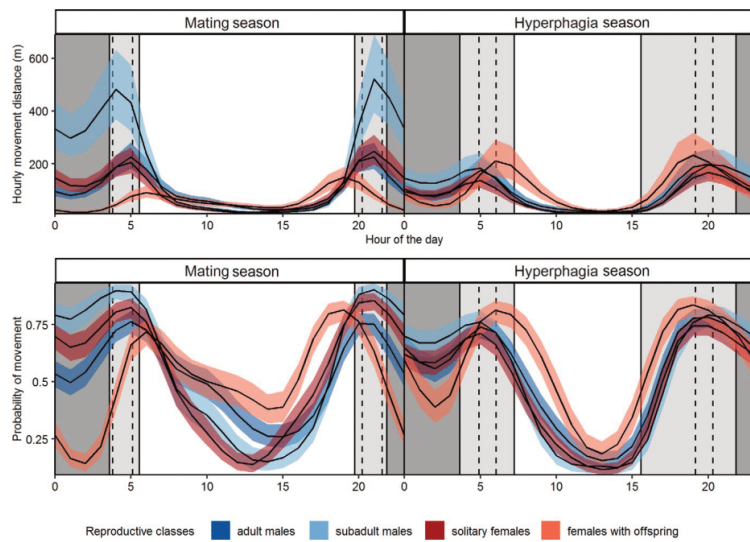 Mating season Hyperphagia season
Hourly movement distance (m)
600
400
200
0 5 10 15 20 0 5 10 15 20
Hour of the day
Mating season Hyperphagia season
Probability of movement
0.75
0.5
0.25
0 5 10 15 20 0 5 10 15 20
Reproductive classes adult males subadult males solitary females females with offspring